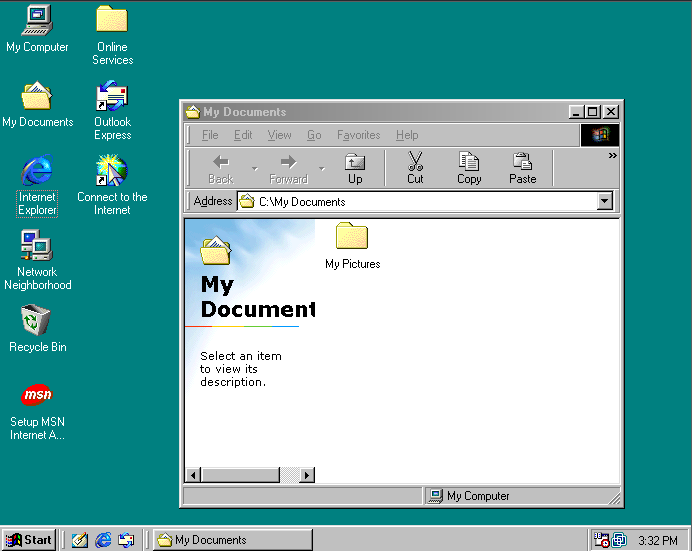 My Computer
Online
Services
My Documents
Outlook
Express
Internet
Explorer
Connect to the
Internet
Network
Neighborhood
Recycle Bin
msn
Setup MSN
Internet A...
My Documents
File Edit View Go Favorites Help
Back Forward Up Cut Copy Paste »
Address C:\My Documents
My
Document
Select an item
to view its
description.
My Pictures
My Computer
Start My Documents 3:32 PM